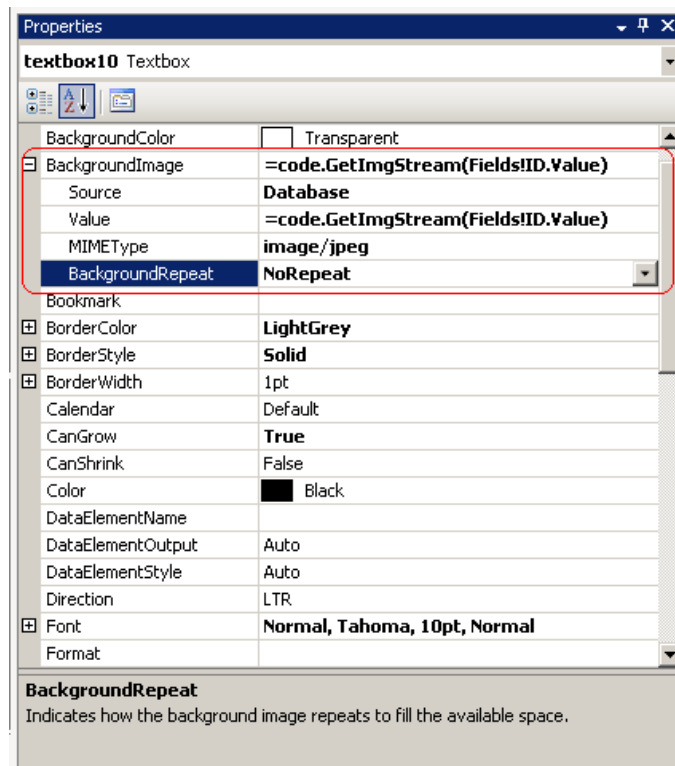 Properties
textbox10 Textbox
BackgroundColor Transparent
BackgroundImage =code.GetImgStream(Fields!ID.Value)
Source Database
Value =code.GetImgStream(Fields!ID.Value)
MIMEType image/jpeg
BackgroundRepeat NoRepeat
Bookmark
BorderColor LightGrey
BorderStyle Solid
BorderWidth 1pt
Calendar Default
CanGrow True
CanShrink False
Color Black
DataElementName
DataElementOutput Auto
DataElementStyle Auto
Direction LTR
Font Normal, Tahoma, 10pt, Normal
Format
BackgroundRepeat
Indicates how the background image repeats to fill the available space.